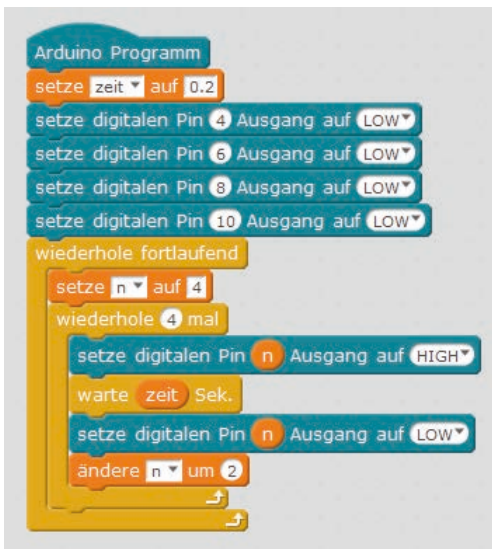 Arduino Programm
setze zeit auf 0.2
setze digitalen Pin 4 Ausgang auf LOW
setze digitalen Pin 6 Ausgang auf LOW
setze digitalen Pin 8 Ausgang auf LOW
setze digitalen Pin 10 Ausgang auf LOW
wiederhole fortlaufend
setze n auf 4
wiederhole 4 mal
setze digitalen Pin n Ausgang auf HIGH
warte zeit Sek.
setze digitalen Pin n Ausgang auf LOW
ändere n um 2